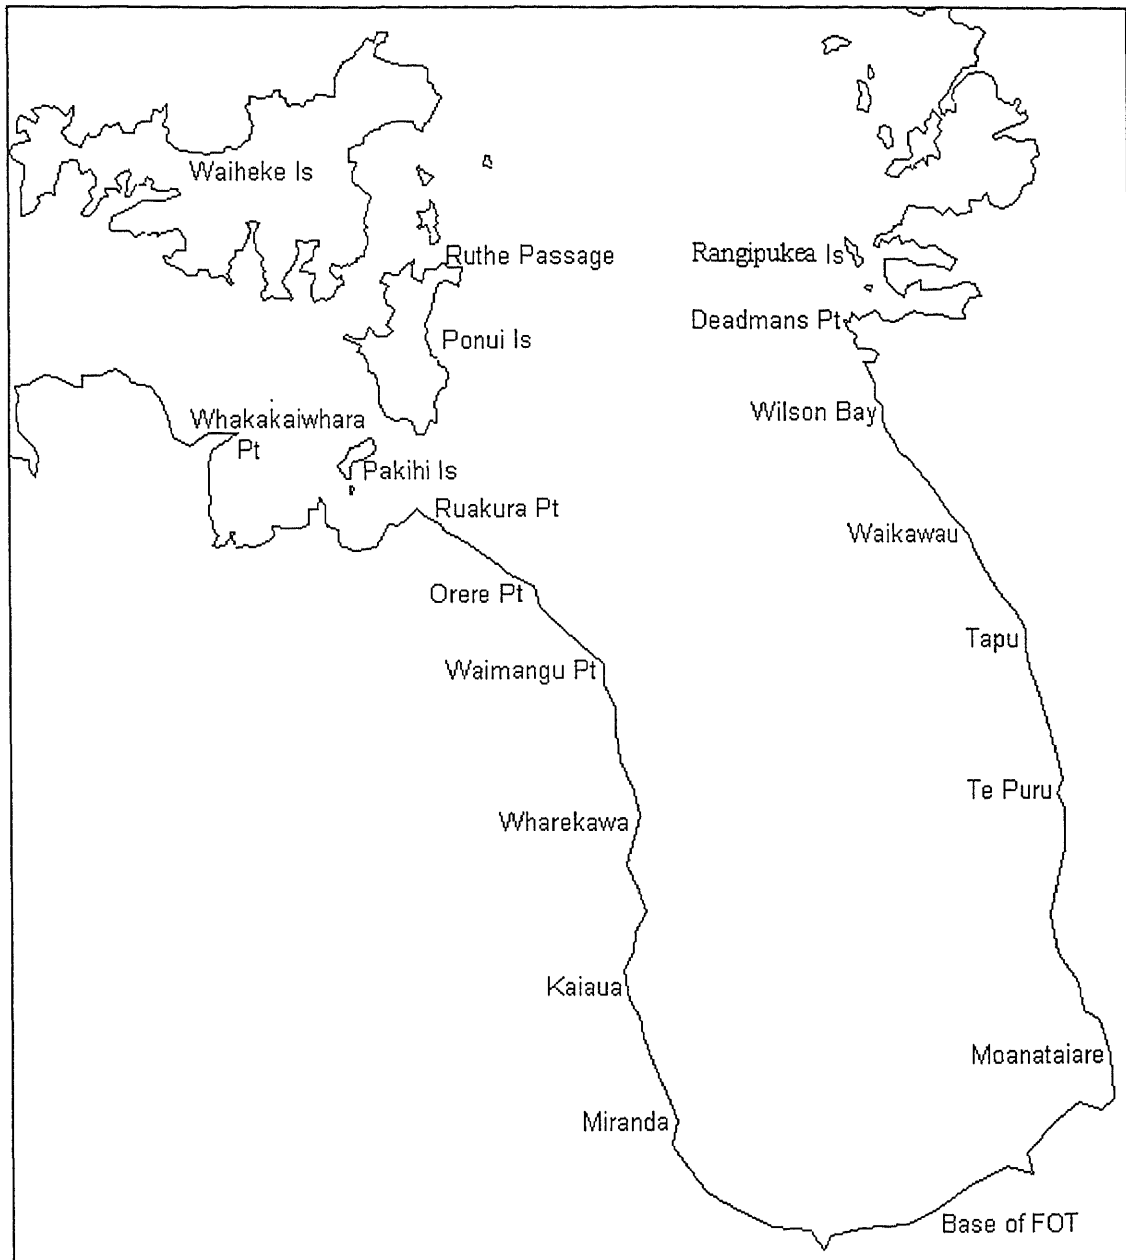 Waiheke Is
Ruthe Passage
Rangipukea Is
Deadmans Pt
Ponui Is
Whakakaiwhara
Pt
Wilson Bay
Pakihi Is
Ruakura Pt
Waikawau
Orere Pt
Tapu
Waimangu Pt
Te Puru
Wharekawa
Kaiaua
Moanataiare
Miranda
Base of FOT